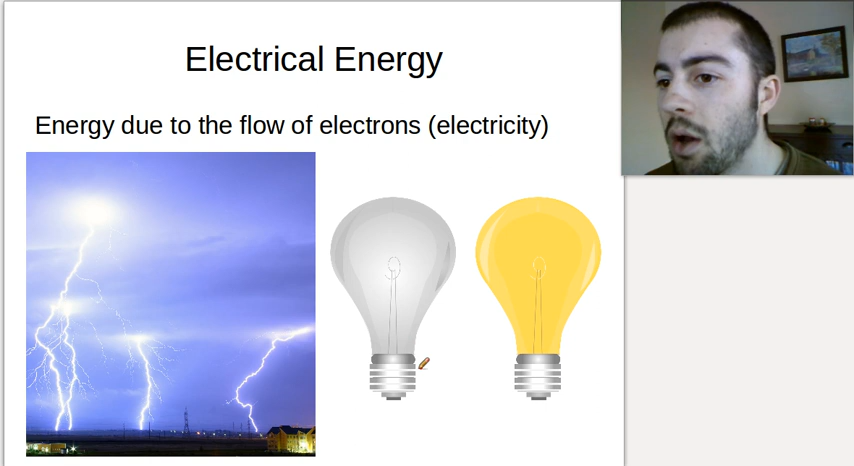 Electrical Energy
Energy due to the flow of electrons (electricity)